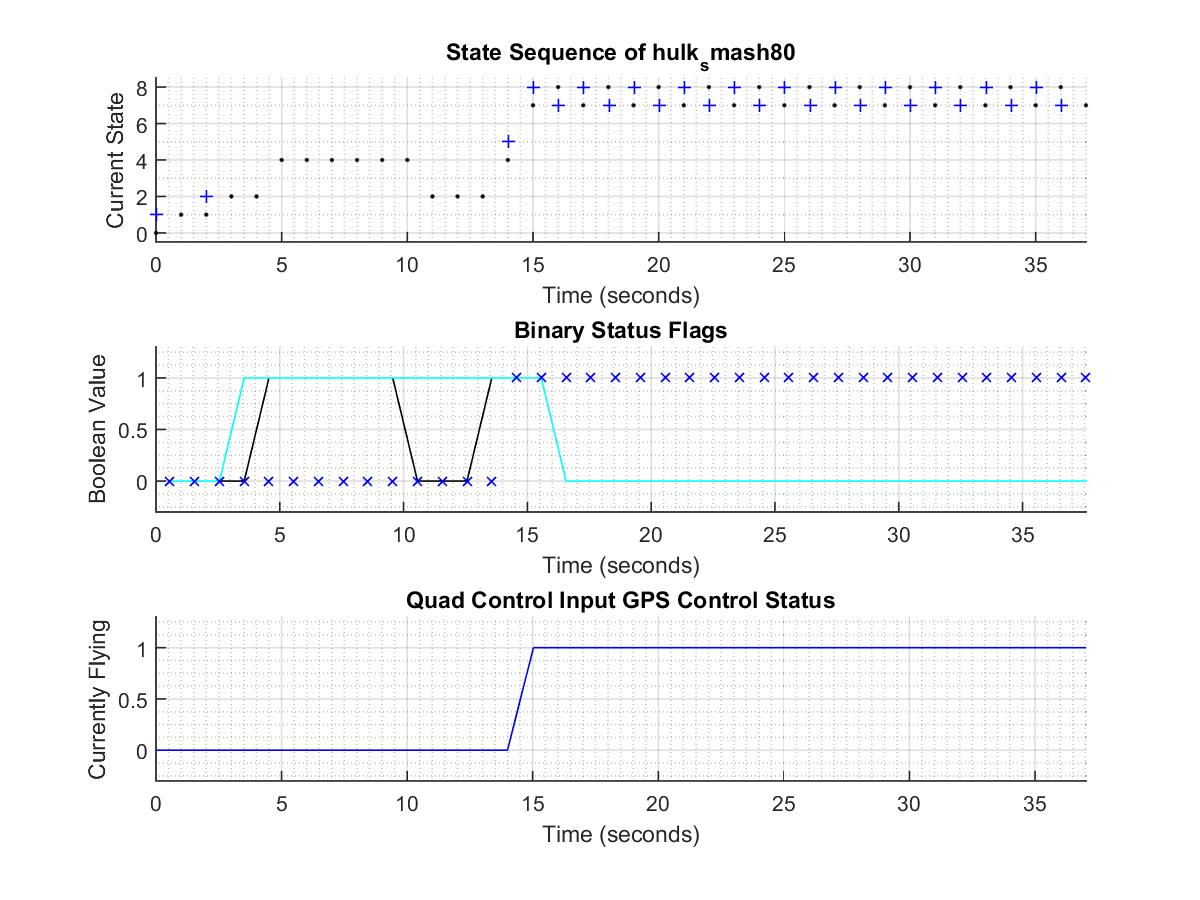 State Sequence of hulksmash80
Current State
8
6
4
2
0
0 5 10 15 20 25 30 35
Time (seconds)
Binary Status Flags
Boolean Value
1
0.5
0
0 5 10 15 20 25 30 35
Time (seconds)
Quad Control Input GPS Control Status
Currently Flying
1
0.5
0
0 5 10 15 20 25 30 35
Time (seconds)